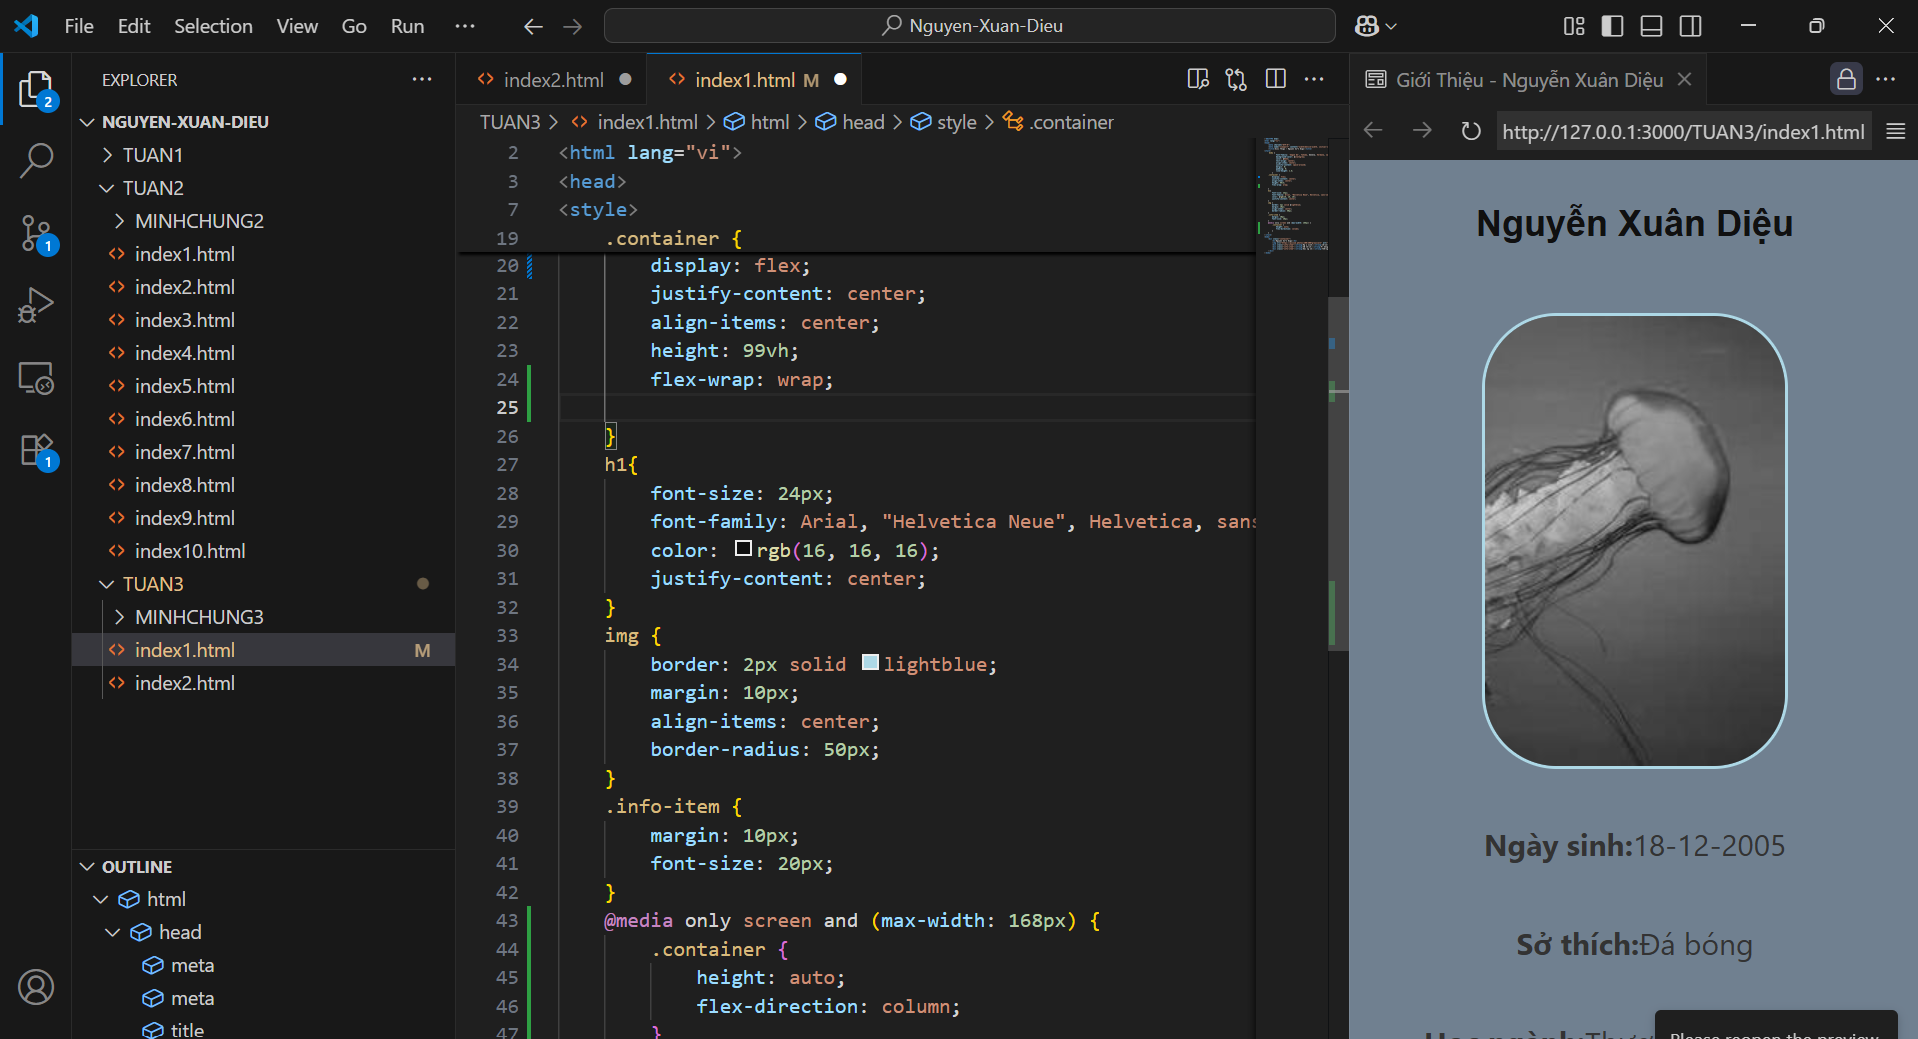 File Edit Selection View Go Run ··· Nguyen-Xuan-Dieu
EXPLORER
2
NGUYEN-XUAN-DIEU
TUAN1
TUAN2
MINHCHUNG2
index1.html
1
index2.html
index3.html
index4.html
index5.html
index6.html
index7.html
1
index8.html
index9.html
index10.html
TUAN3
MINHCHUNG3
index1.html M
index2.html
OUTLINE
html
head
meta
meta
title
index2.html
index1.html M
TUAN3 > index1.html > html > head > style > .container
2 <html lang="vi">
3 <head>
7 <style>
19 .container {
20 display: flex;
21 justify-content: center;
22 align-items: center;
23 height: 99vh;
24 flex-wrap: wrap;
25
26 }
27 h1{
28 font-size: 24px;
29 font-family: Arial, "Helvetica Neue", Helvetica, sans
30 color: rgb(16, 16, 16);
31 justify-content: center;
32 }
33 img {
34 border: 2px solid lightblue;
35 margin: 10px;
36 align-items: center;
37 border-radius: 50px;
38 }
39 .info-item {
40 margin: 10px;
41 font-size: 20px;
42 }
43 @media only screen and (max-width: 168px) {
44 .container {
45 height: auto;
46 flex-direction: column;
47 }
Giới Thiệu - Nguyễn Xuân Diệu
http://127.0.0.1:3000/TUAN3/index1.html
Nguyễn Xuân Diệu
Ngày sinh:18-12-2005
Sở thích:Đá bóng
Please reopen the preview